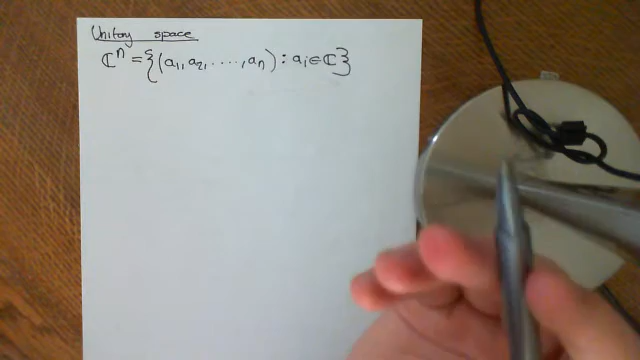 Unitary space
ℂⁿ = {(a₁, a₂, ....., aₙ) : aᵢ ∈ ℂ}